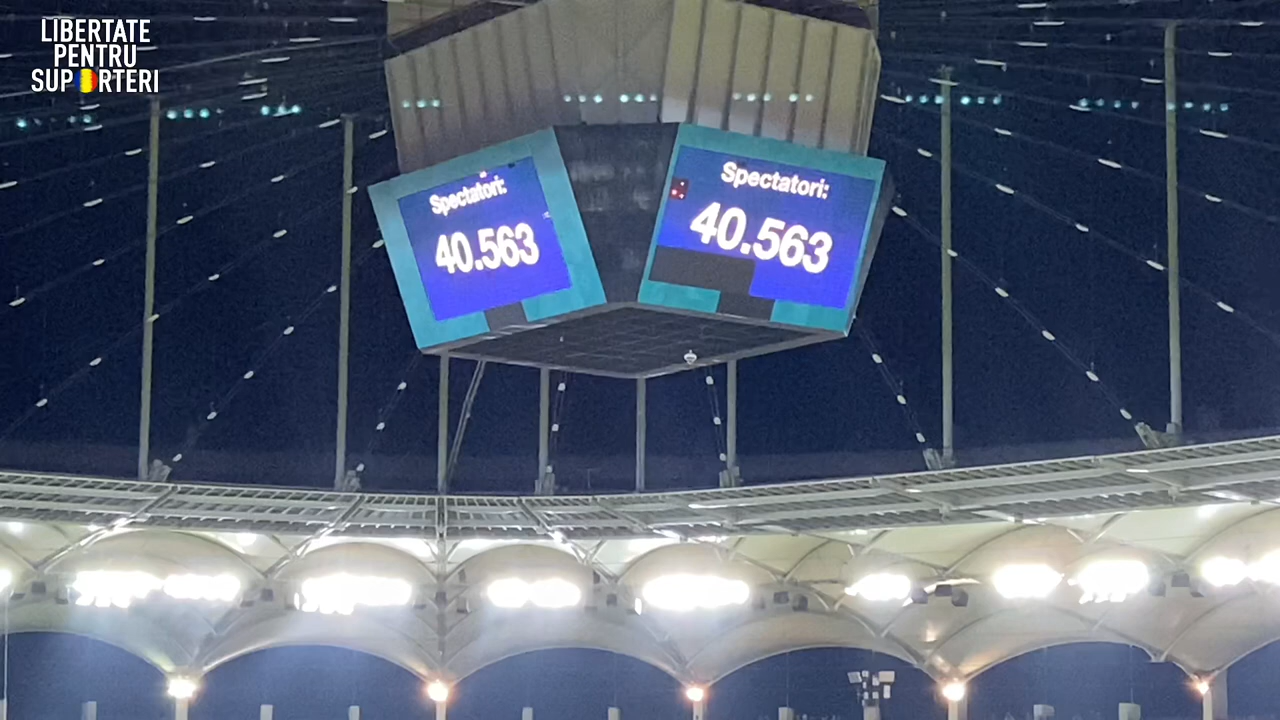 LIBERTATE
PENTRU
SUPORTERI
Spectatori:
40.563
Spectatori:
40.563